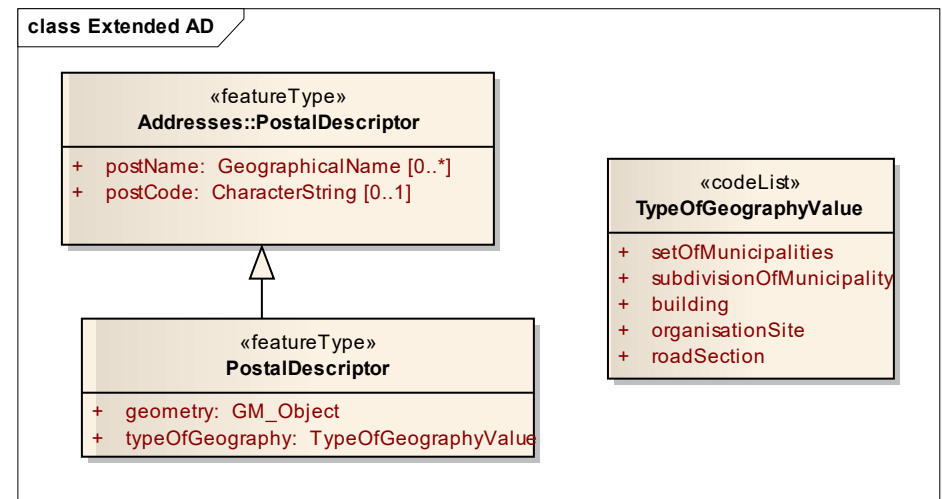 class Extended AD
«featureType»
Addresses::PostalDescriptor
+ postName: GeographicalName [0..*]
+ postCode: CharacterString [0..1]
«featureType»
PostalDescriptor
+ geometry: GM_Object
+ typeOfGeography: TypeOfGeographyValue
«codeList»
TypeOfGeographyValue
+ setOfMunicipalities
+ subdivisionOfMunicipality
+ building
+ organisationSite
+ roadSection